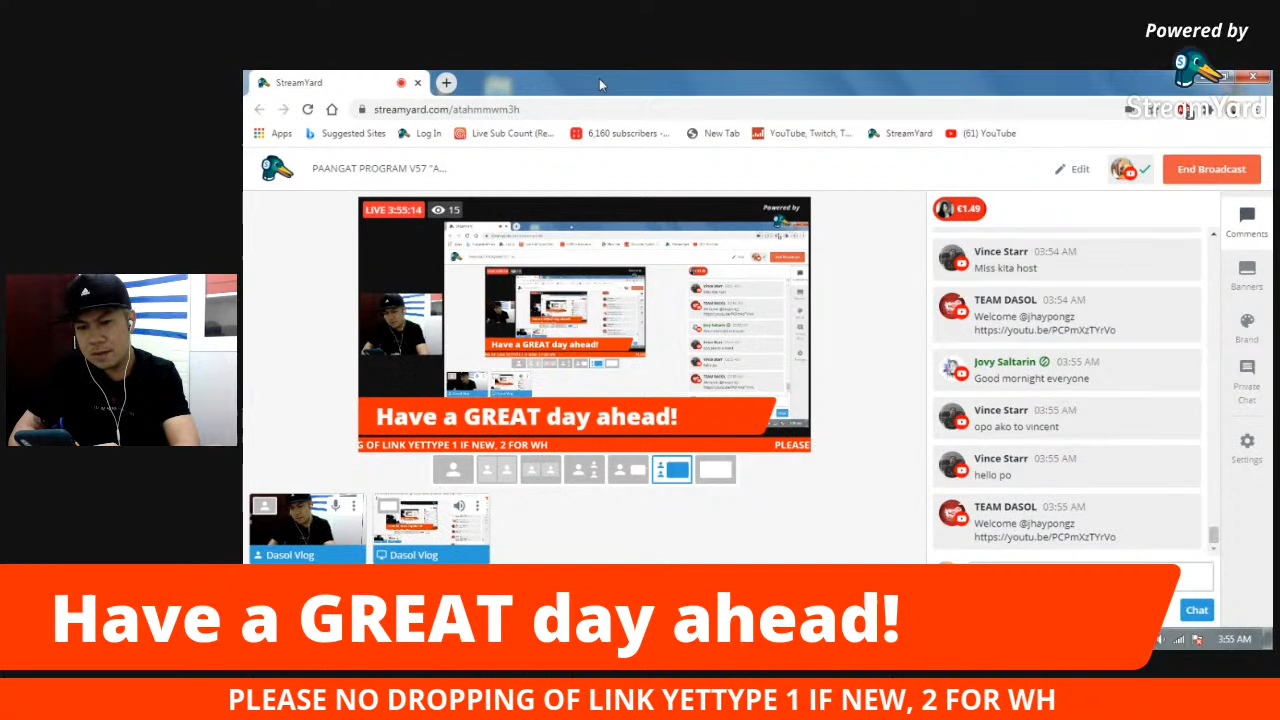 Powered by
StreamYard
StreamYard
streamyard.com/atahmmwm3h
Apps
Suggested Sites
Log In
Live Sub Count (Re...
6,160 subscribers -...
New Tab
YouTube, Twitch, T...
StreamYard
(61) YouTube
PAANGAT PROGRAM V57 "A...
Edit
End Broadcast
LIVE 3:55:14
15
Powered by
Have a GREAT day ahead!
Have a GREAT day ahead!
G OF LINK YETTYPE 1 IF NEW, 2 FOR WH
PLEASE
Dasol Vlog
Dasol Vlog
€1.49
Vince Starr 03:54 AM
Miss kita host
TEAM DASOL 03:54 AM
Welcome @jhaypongz
https://youtu.be/PCPmXzTYrVo
Jovy Saltarin 03:55 AM
Good mornight everyone
Vince Starr 03:55 AM
opo ako to vincent
Vince Starr 03:55 AM
hello po
TEAM DASOL 03:55 AM
Welcome @jhaypongz
https://youtu.be/PCPmXzTYrVo
Chat
Comments
Banners
Brand
Private
Chat
Settings
3:55 AM
Have a GREAT day ahead!
PLEASE NO DROPPING OF LINK YETTYPE 1 IF NEW, 2 FOR WH